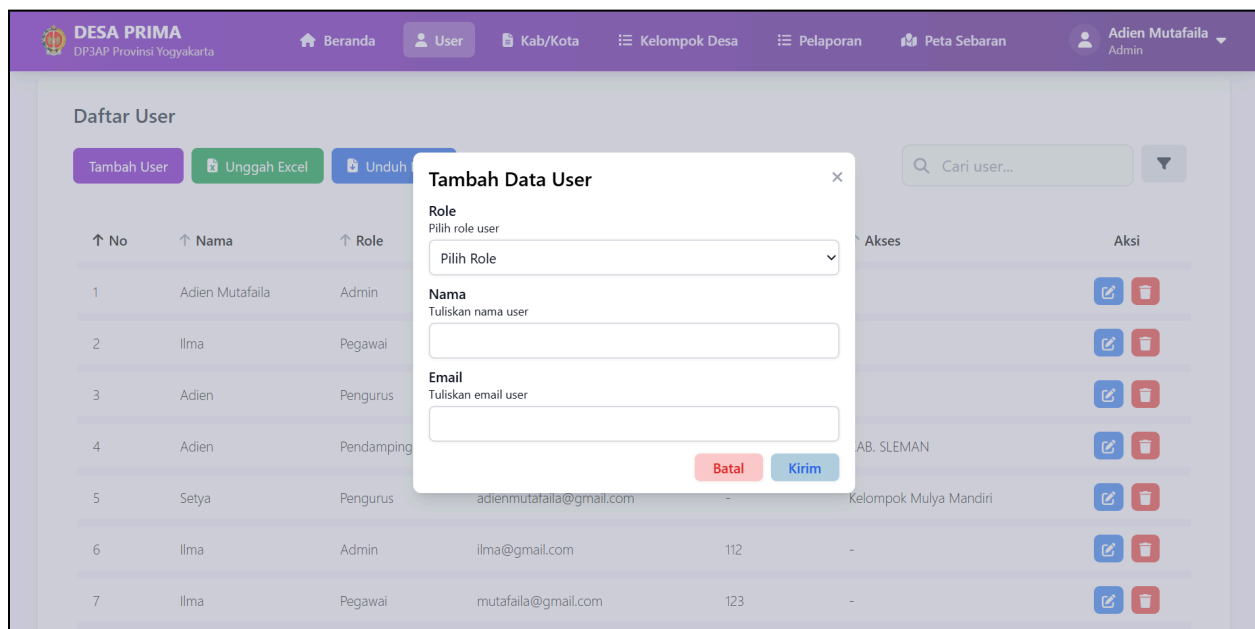 DESA PRIMA
DP3AP Provinsi Yogyakarta
Beranda
User
Kab/Kota
Kelompok Desa
Pelaporan
Peta Sebaran
Adien Mutafaila
Admin
Daftar User
Tambah User
Unggah Excel
Unduh
Cari user...
Tambah Data User
Role
Pilih role user
Pilih Role
Nama
Tuliskan nama user
Email
Tuliskan email user
Batal
Kirim
No Nama Role Akses Aksi
1 Adien Mutafaila Admin
2 Ilma Pegawai
3 Adien Pengurus
4 Adien Pendamping AB. SLEMAN
5 Setya Pengurus adienmutafaila@gmail.com - Kelompok Mulya Mandiri
6 Ilma Admin ilma@gmail.com 112 -
7 Ilma Pegawai mutafaila@gmail.com 123 -